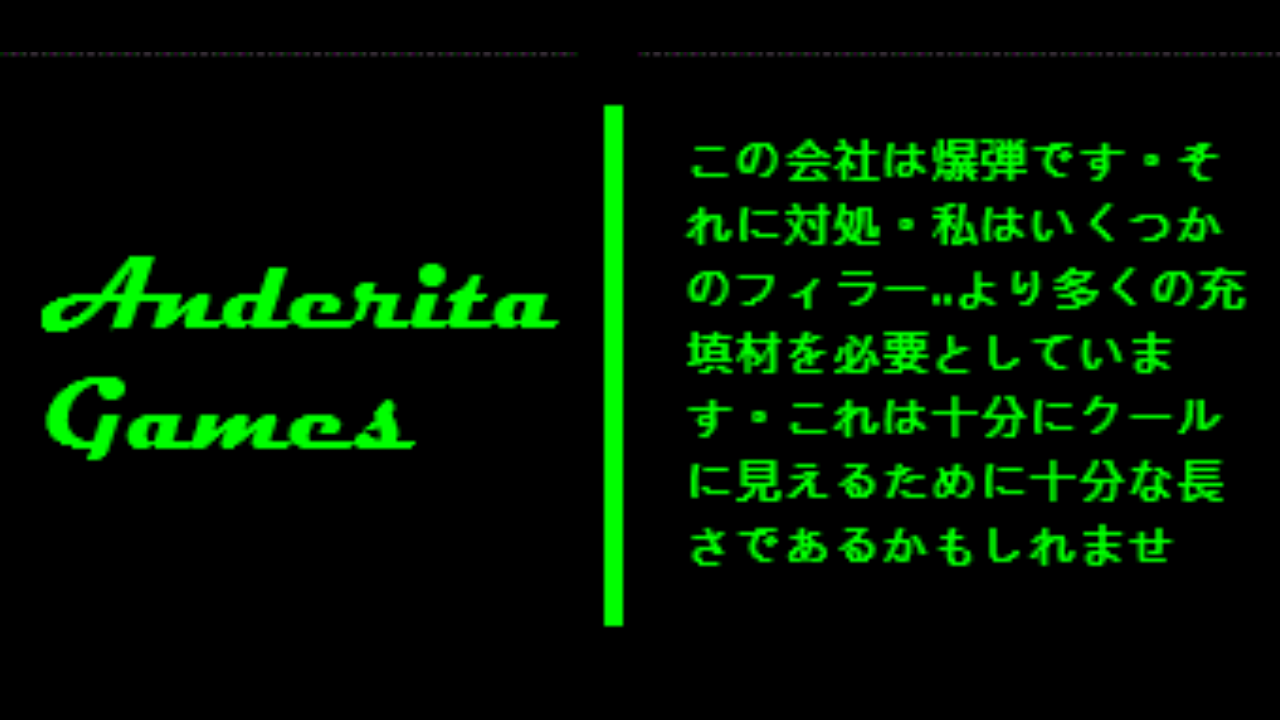 Anderita
Games
この会社は爆弾です・そ
れに対処・私はいくつか
のフィラー..より多くの充
填材を必要としていま
す・これは十分にクール
に見えるために十分な長
さであるかもしれませ